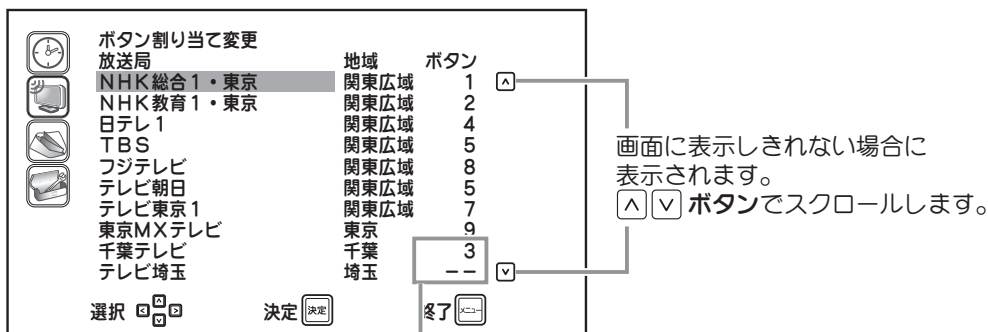 ボタン割り当て変更
放送局 地域 ボタン
NHK総合1・東京 関東広域 1
NHK教育1・東京 関東広域 2
日テレ1 関東広域 4
TBS 関東広域 5
フジテレビ 関東広域 8
テレビ朝日 関東広域 5
テレビ東京1 関東広域 7
東京MXテレビ 東京 9
千葉テレビ 千葉 3
テレビ埼玉 埼玉 --
選択 決定 決定 終了 メニュー
画面に表示しきれない場合に
表示されます。
ボタンでスクロールします。